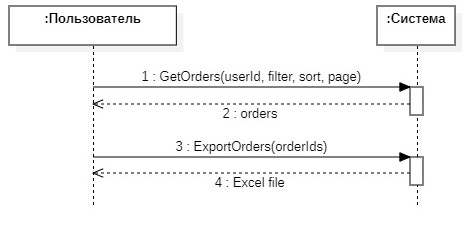 :Пользователь
:Система
1 : GetOrders(userId, filter, sort, page)
2 : orders
3 : ExportOrders(orderIds)
4 : Excel file